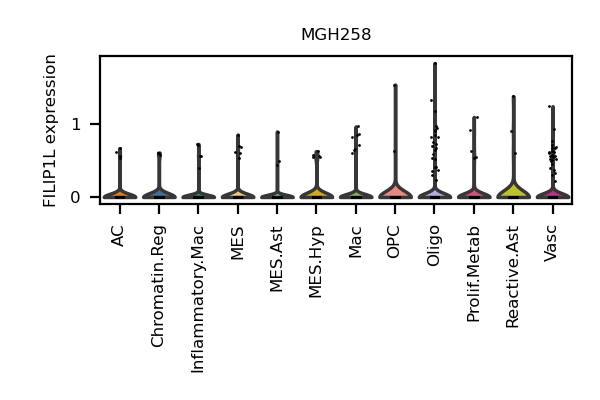 MGH258
FILIP1L expression
1
0
AC
Chromatin.Reg
Inflammatory.Mac
MES
MES.Ast
MES.Hyp
Mac
OPC
Oligo
Prolif.Metab
Reactive.Ast
Vasc